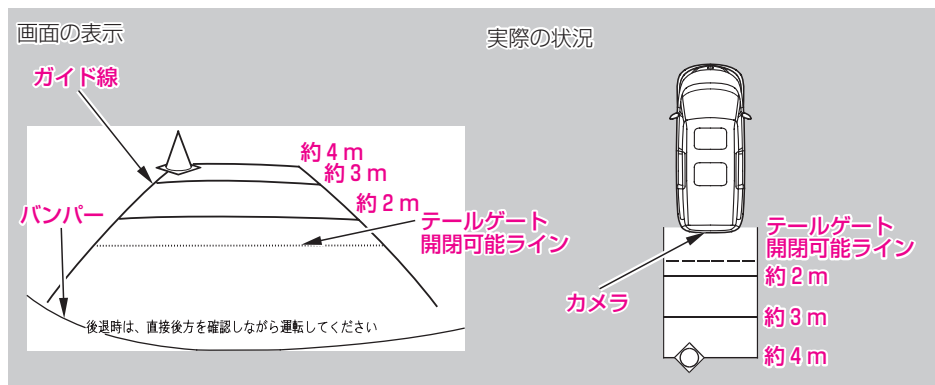 画面の表示
ガイド線
約4m
約3m
約2m
バンパー
テールゲート
開閉可能ライン
後退時は、直接後方を確認しながら運転してください
実際の状況
テールゲート
開閉可能ライン
約2m
カメラ
約3m
約4m